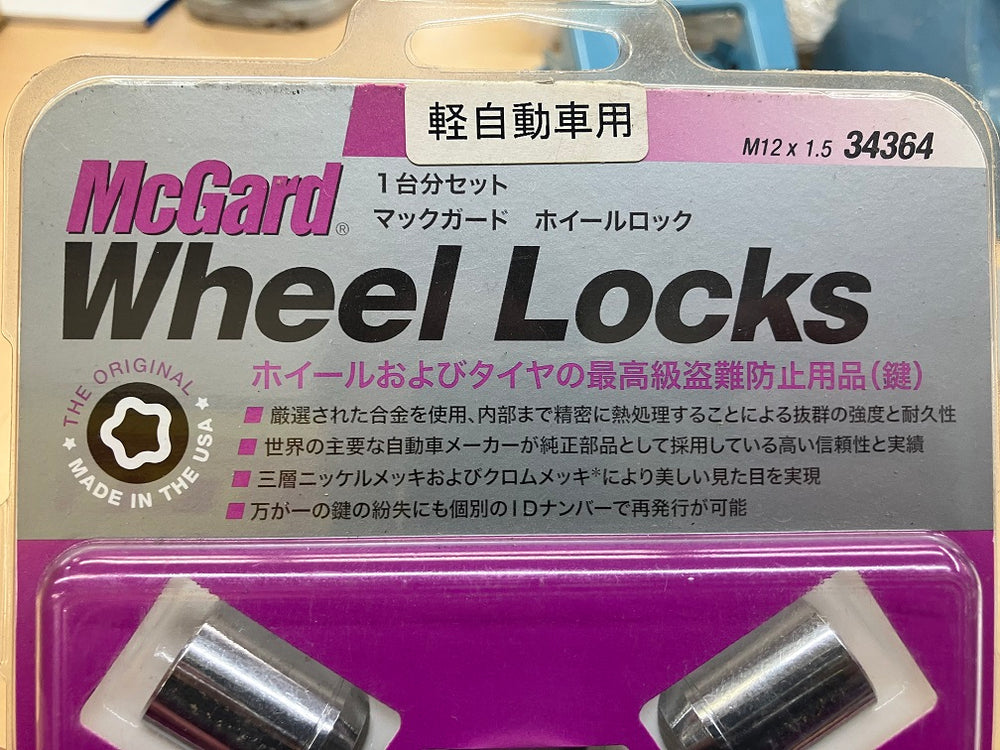 軽自動車用
M12 x 1.5 34364
McGard®
1台分セット
マックガード ホイールロック
Wheel Locks
THE ORIGINAL
★ MADE IN THE USA ★
ホイールおよびタイヤの最高級盗難防止用品(鍵)
■ 厳選された合金を使用、内部まで精密に熱処理することによる抜群の強度と耐久性
■ 世界の主要な自動車メーカーが純正部品として採用している高い信頼性と実績
■ 三層ニッケルメッキおよびクロムメッキ*により美しい見た目を実現
■ 万が一の鍵の紛失にも個別のIDナンバーで再発行が可能